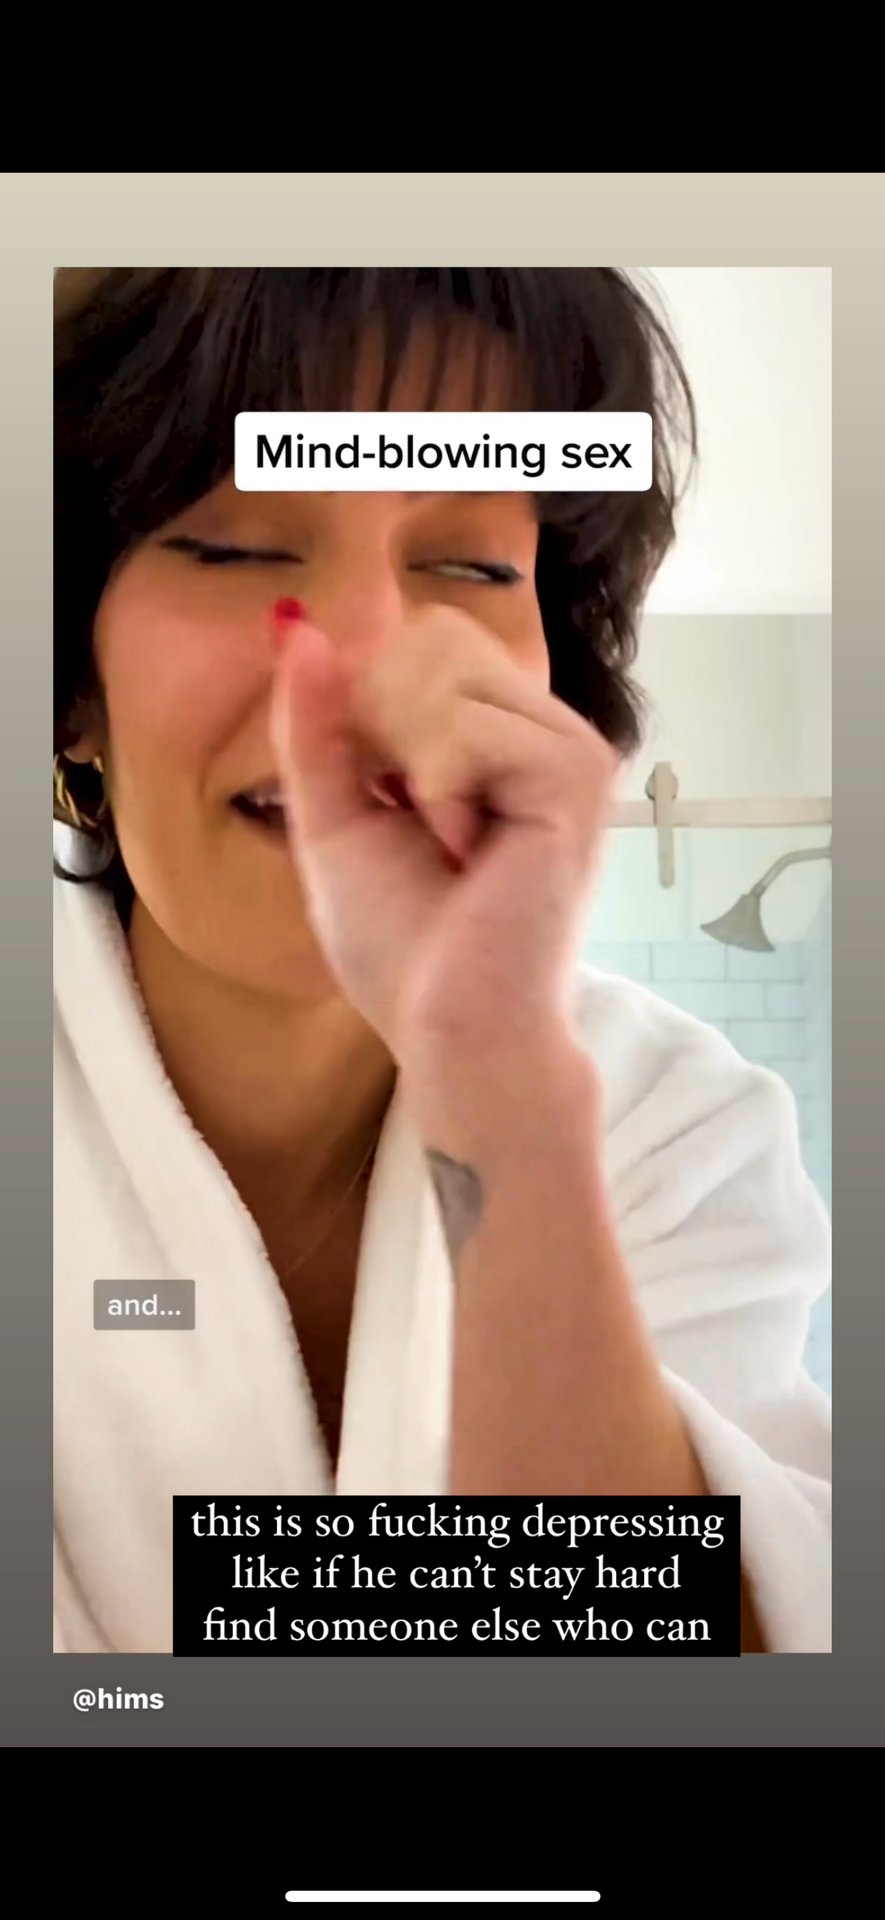 Mind-blowing sex
and...
this is so fucking depressing
like if he can’t stay hard
find someone else who can
@hims